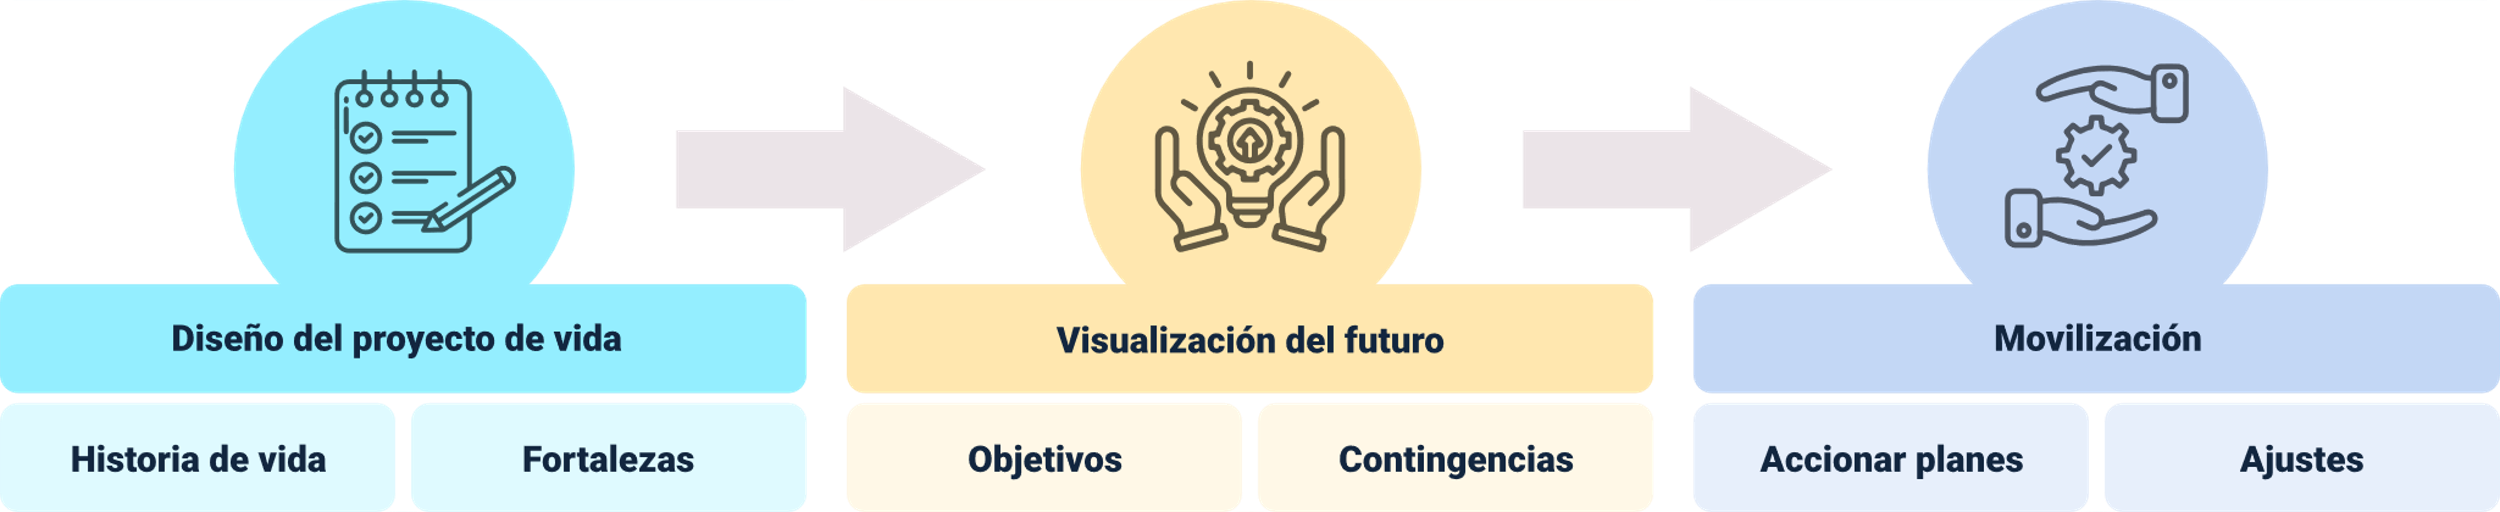 Diseño del proyecto de vida
Visualización del futuro
Movilización
Historia de vida
Fortalezas
Objetivos
Contingencias
Accionar planes
Ajustes